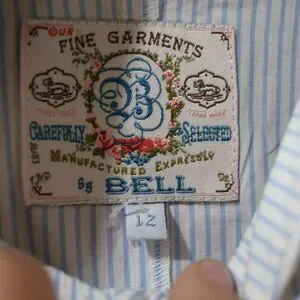 OUR
FINE GARMENTS
B
CAREFULLY SELECTED
MANUFACTURED EXPRESSLY
BELL
12